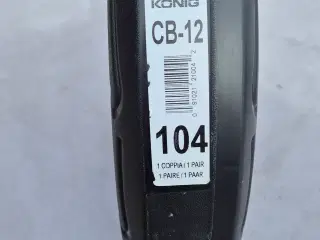 KÖNIG
CB-12
104
1 COPPIA / 1 PAIR
1 PAIRE / 1 PAAR